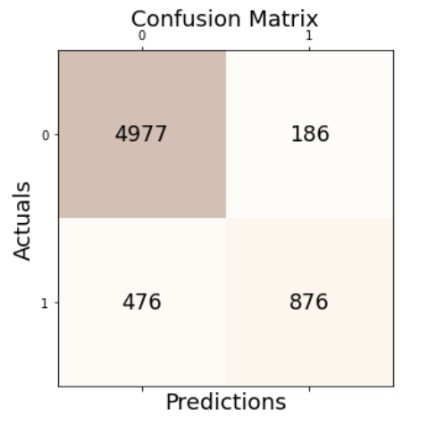 Confusion Matrix
0 1
0 4977 186
Actuals
1 476 876
Predictions